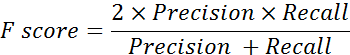 F score = 2 × Precision × Recall / Precision + Recall